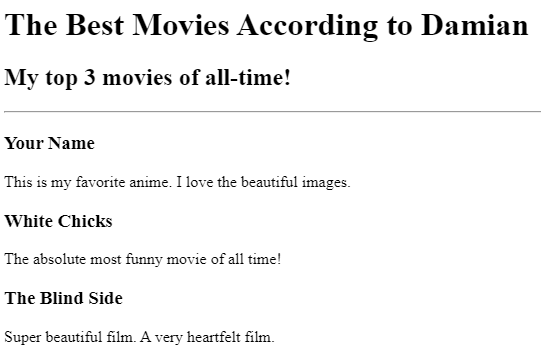 The Best Movies According to Damian
My top 3 movies of all-time!
Your Name
This is my favorite anime. I love the beautiful images.
White Chicks
The absolute most funny movie of all time!
The Blind Side
Super beautiful film. A very heartfelt film.